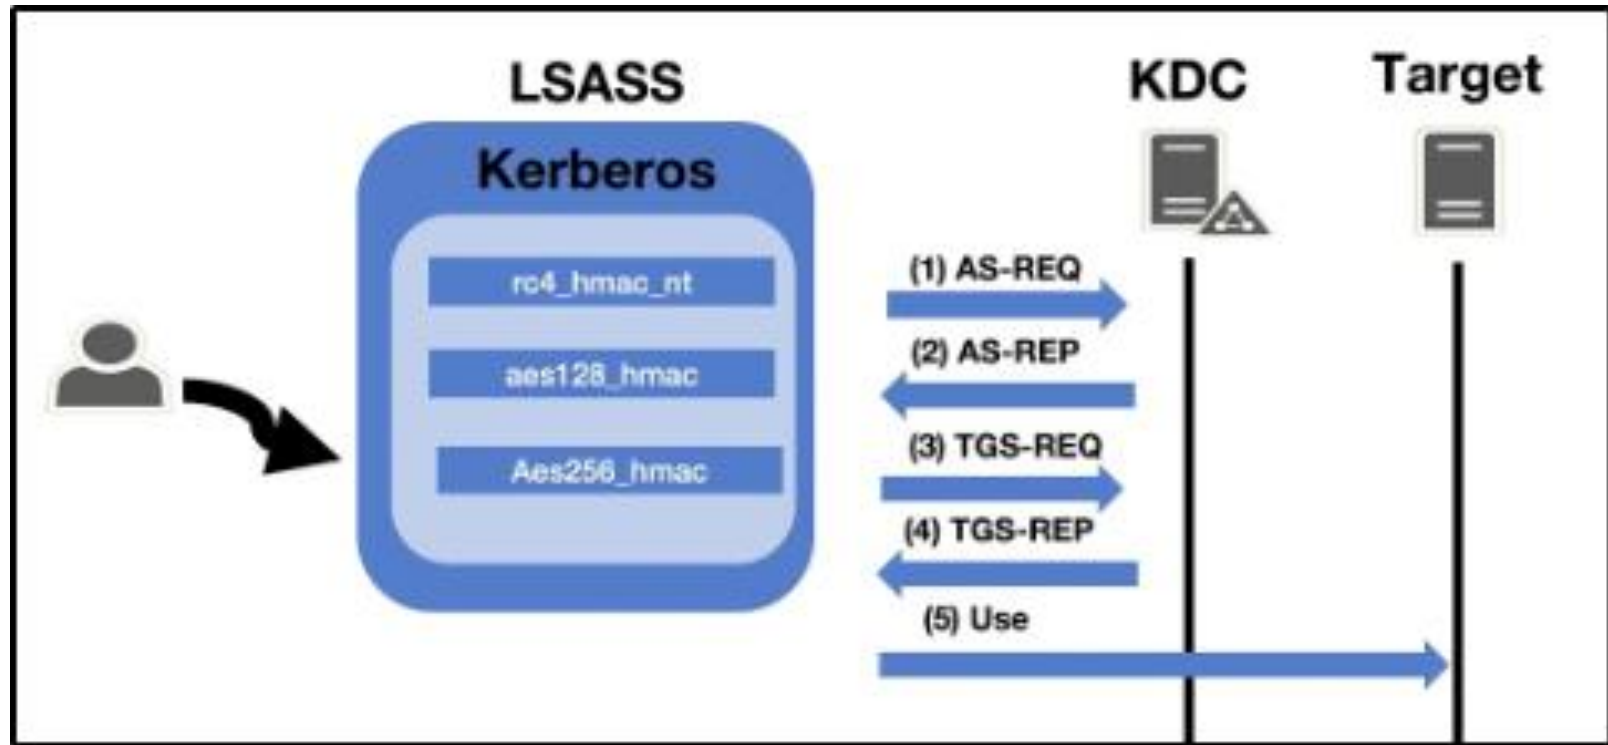 LSASS
KDC
Target
Kerberos
rc4_hmac_nt
aes128_hmac
Aes256_hmac
(1) AS-REQ
(2) AS-REP
(3) TGS-REQ
(4) TGS-REP
(5) Use